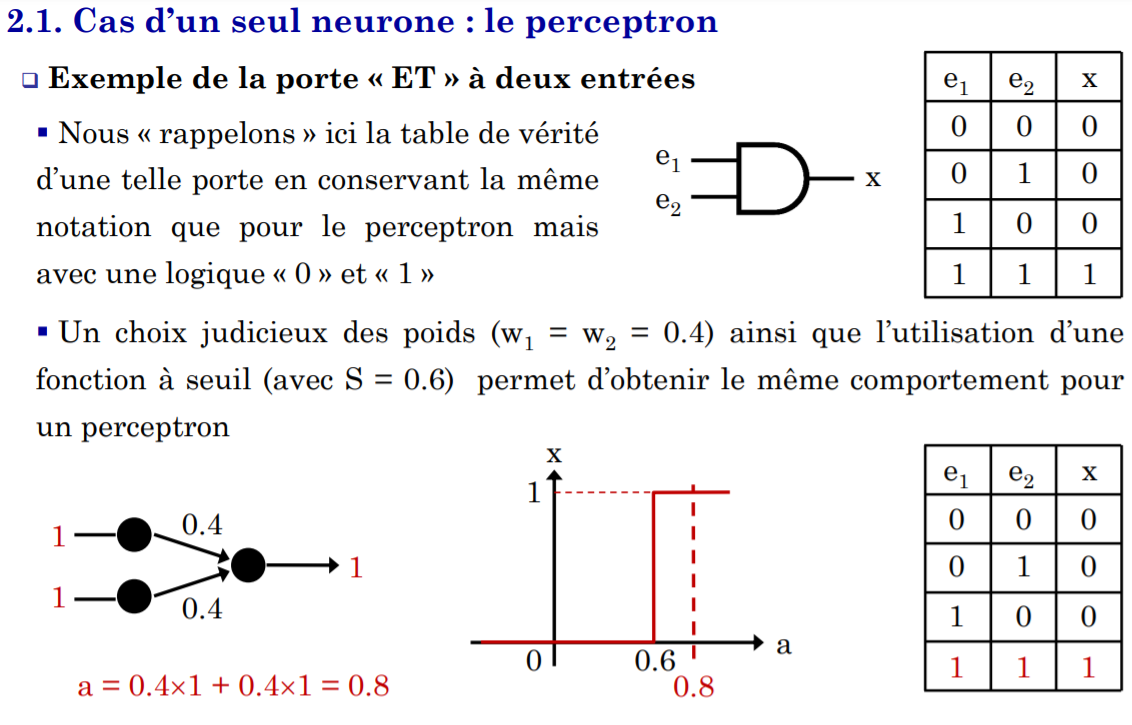 2.1. Cas d’un seul neurone : le perceptron
❑ Exemple de la porte « ET » à deux entrées
▪ Nous « rappelons » ici la table de vérité
d’une telle porte en conservant la même
notation que pour le perceptron mais
avec une logique « 0 » et « 1 »
e₁
e₂
x
e₁ e₂ x
0 0 0
0 1 0
1 0 0
1 1 1
▪ Un choix judicieux des poids (w₁ = w₂ = 0.4) ainsi que l’utilisation d’une
fonction à seuil (avec S = 0.6) permet d’obtenir le même comportement pour
un perceptron
1 0.4
1
1 0.4
a = 0.4×1 + 0.4×1 = 0.8
x
1
a
0 0.6
0.8
e₁ e₂ x
0 0 0
0 1 0
1 0 0
1 1 1